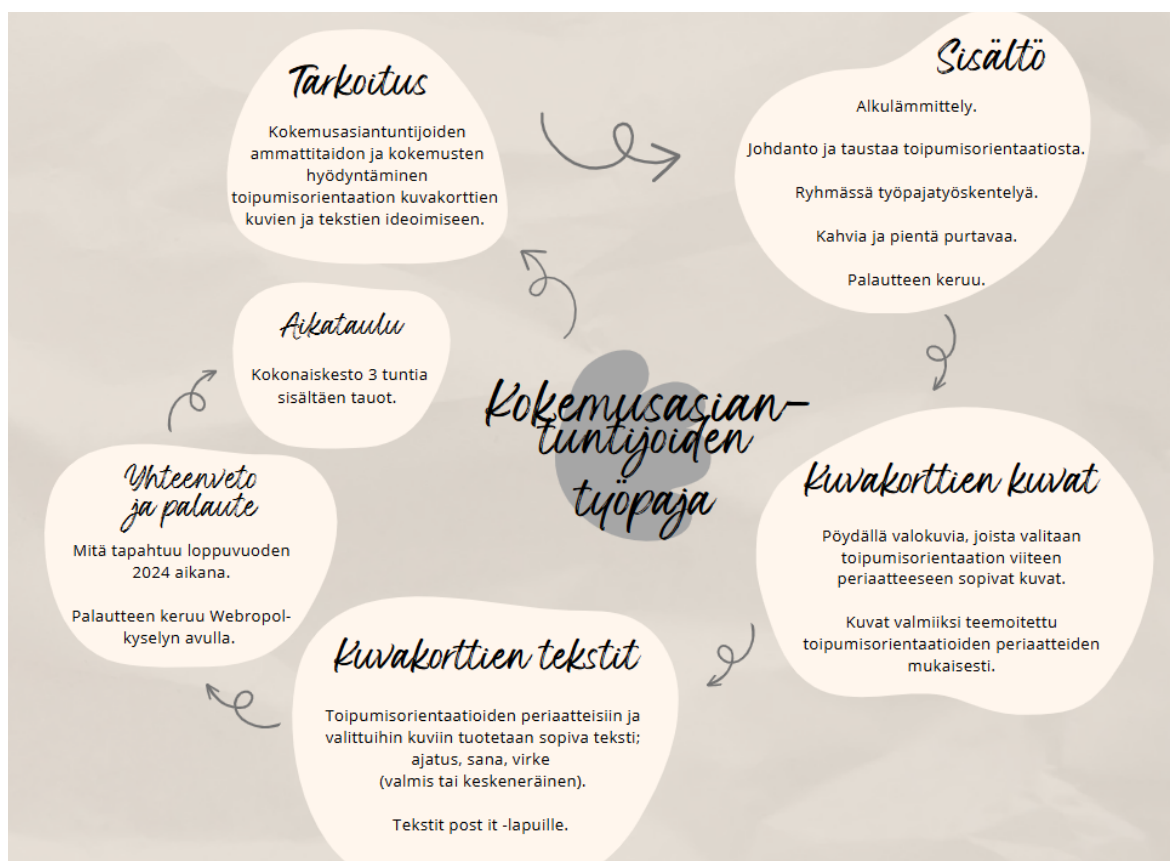 Kokemusasian-
tuntijoiden
työpaja
Tarkoitus
Kokemusasiantuntijoiden
ammattitaidon ja kokemusten
hyödyntäminen
toipumisorientaation kuvakorttien
kuvien ja tekstien ideoimiseen.
Sisältö
Alkulämmittely.
Johdanto ja taustaa toipumisorientaatiosta.
Ryhmässä työpajatyöskentelyä.
Kahvia ja pientä purtavaa.
Palautteen keruu.
Kuvakorttien kuvat
Pöydällä valokuvia, joista valitaan
toipumisorientaation viiteen
periaatteeseen sopivat kuvat.
Kuvat valmiiksi teemoitettu
toipumisorientaatioiden periaatteiden
mukaisesti.
Kuvakorttien tekstit
Toipumisorientaatioiden periaatteisiin ja
valittuihin kuviin tuotetaan sopiva teksti;
ajatus, sana, virke
(valmis tai keskeneräinen).
Tekstit post it -lapuille.
Yhteenveto
ja palaute
Mitä tapahtuu loppuvuoden
2024 aikana.
Palautteen keruu Webropol-
kyselyn avulla.
Aikataulu
Kokonaiskesto 3 tuntia
sisältäen tauot.